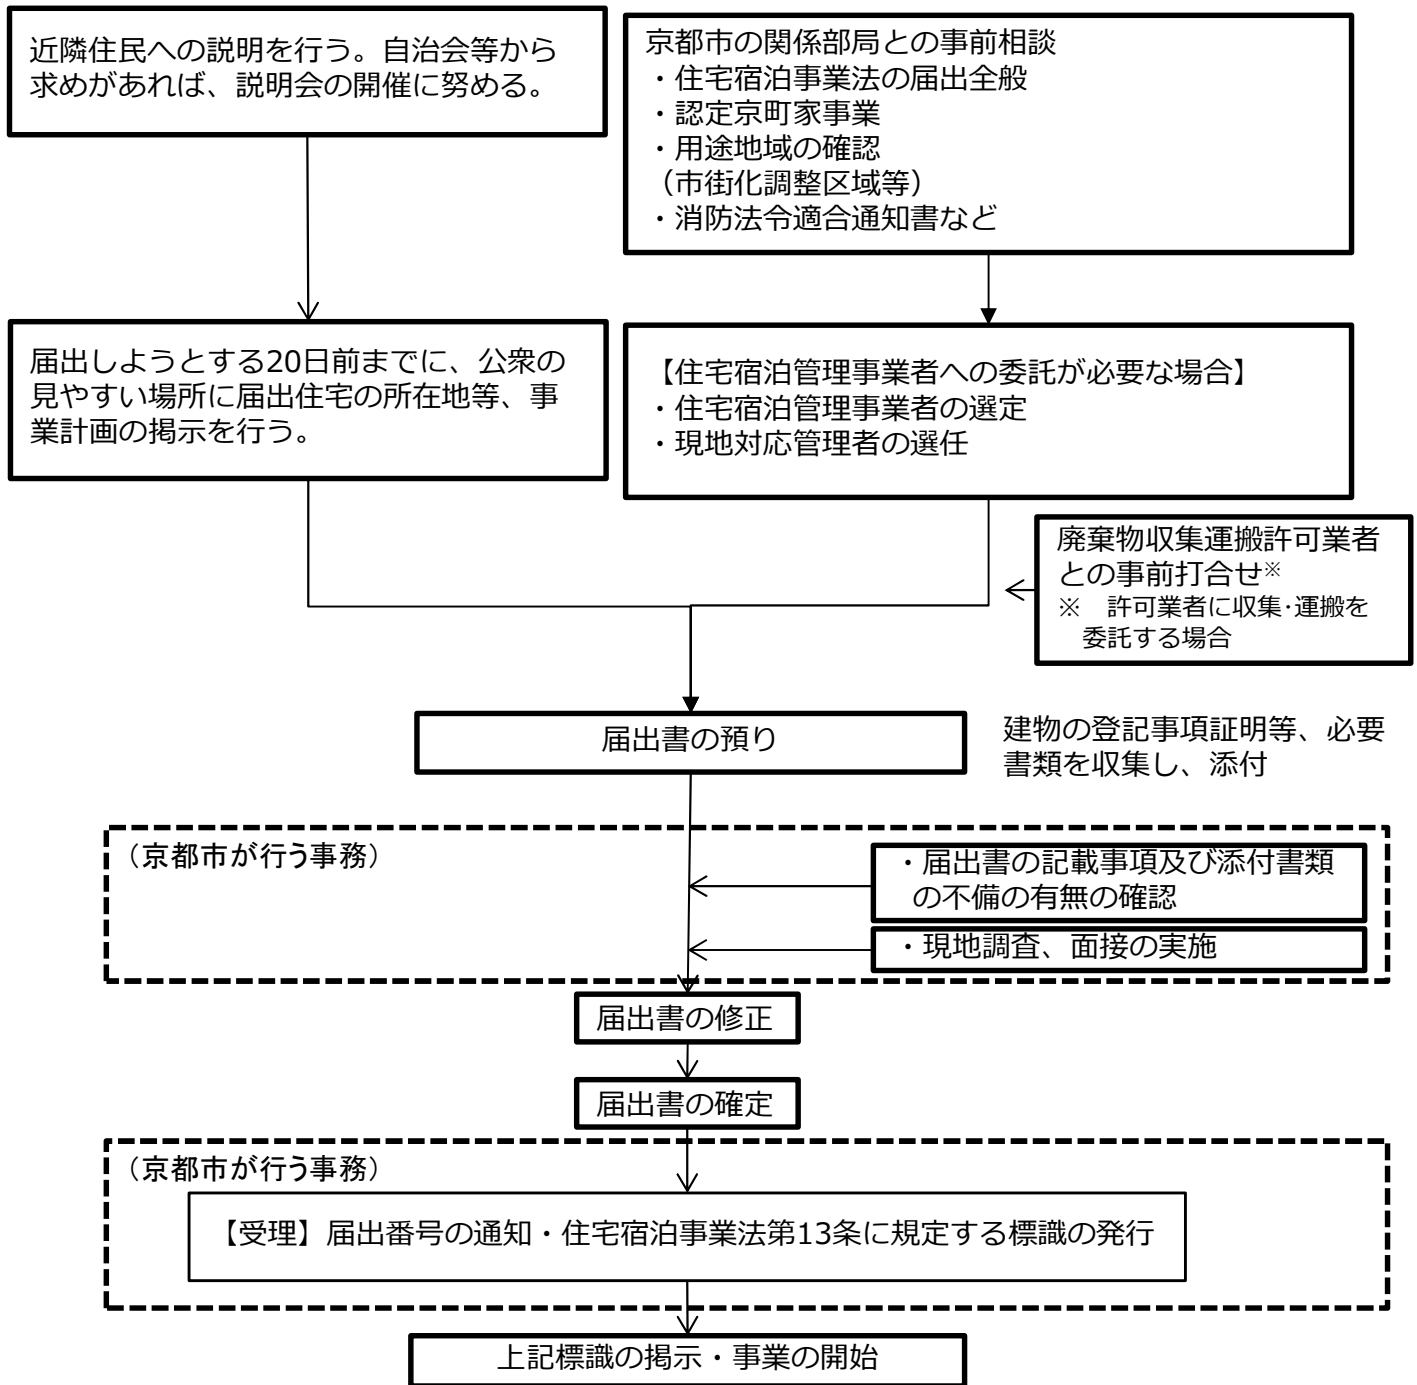 近隣住民への説明を行う。自治会等から
求めがあれば、説明会の開催に努める。
京都市の関係部局との事前相談
・住宅宿泊事業法の届出全般
・認定京町家事業
・用途地域の確認
（市街化調整区域等）
・消防法令適合通知書など
届出しようとする20日前までに、公衆の
見やすい場所に届出住宅の所在地等、事
業計画の掲示を行う。
【住宅宿泊管理事業者への委託が必要な場合】
・住宅宿泊管理事業者の選定
・現地対応管理者の選任
廃棄物収集運搬許可業者
との事前打合せ※
※　許可業者に収集･運搬を
委託する場合
届出書の預り
建物の登記事項証明等、必要
書類を収集し、添付
（京都市が行う事務）
・届出書の記載事項及び添付書類
の不備の有無の確認
・現地調査、面接の実施
届出書の修正
届出書の確定
（京都市が行う事務）
【受理】届出番号の通知・住宅宿泊事業法第13条に規定する標識の発行
上記標識の掲示・事業の開始